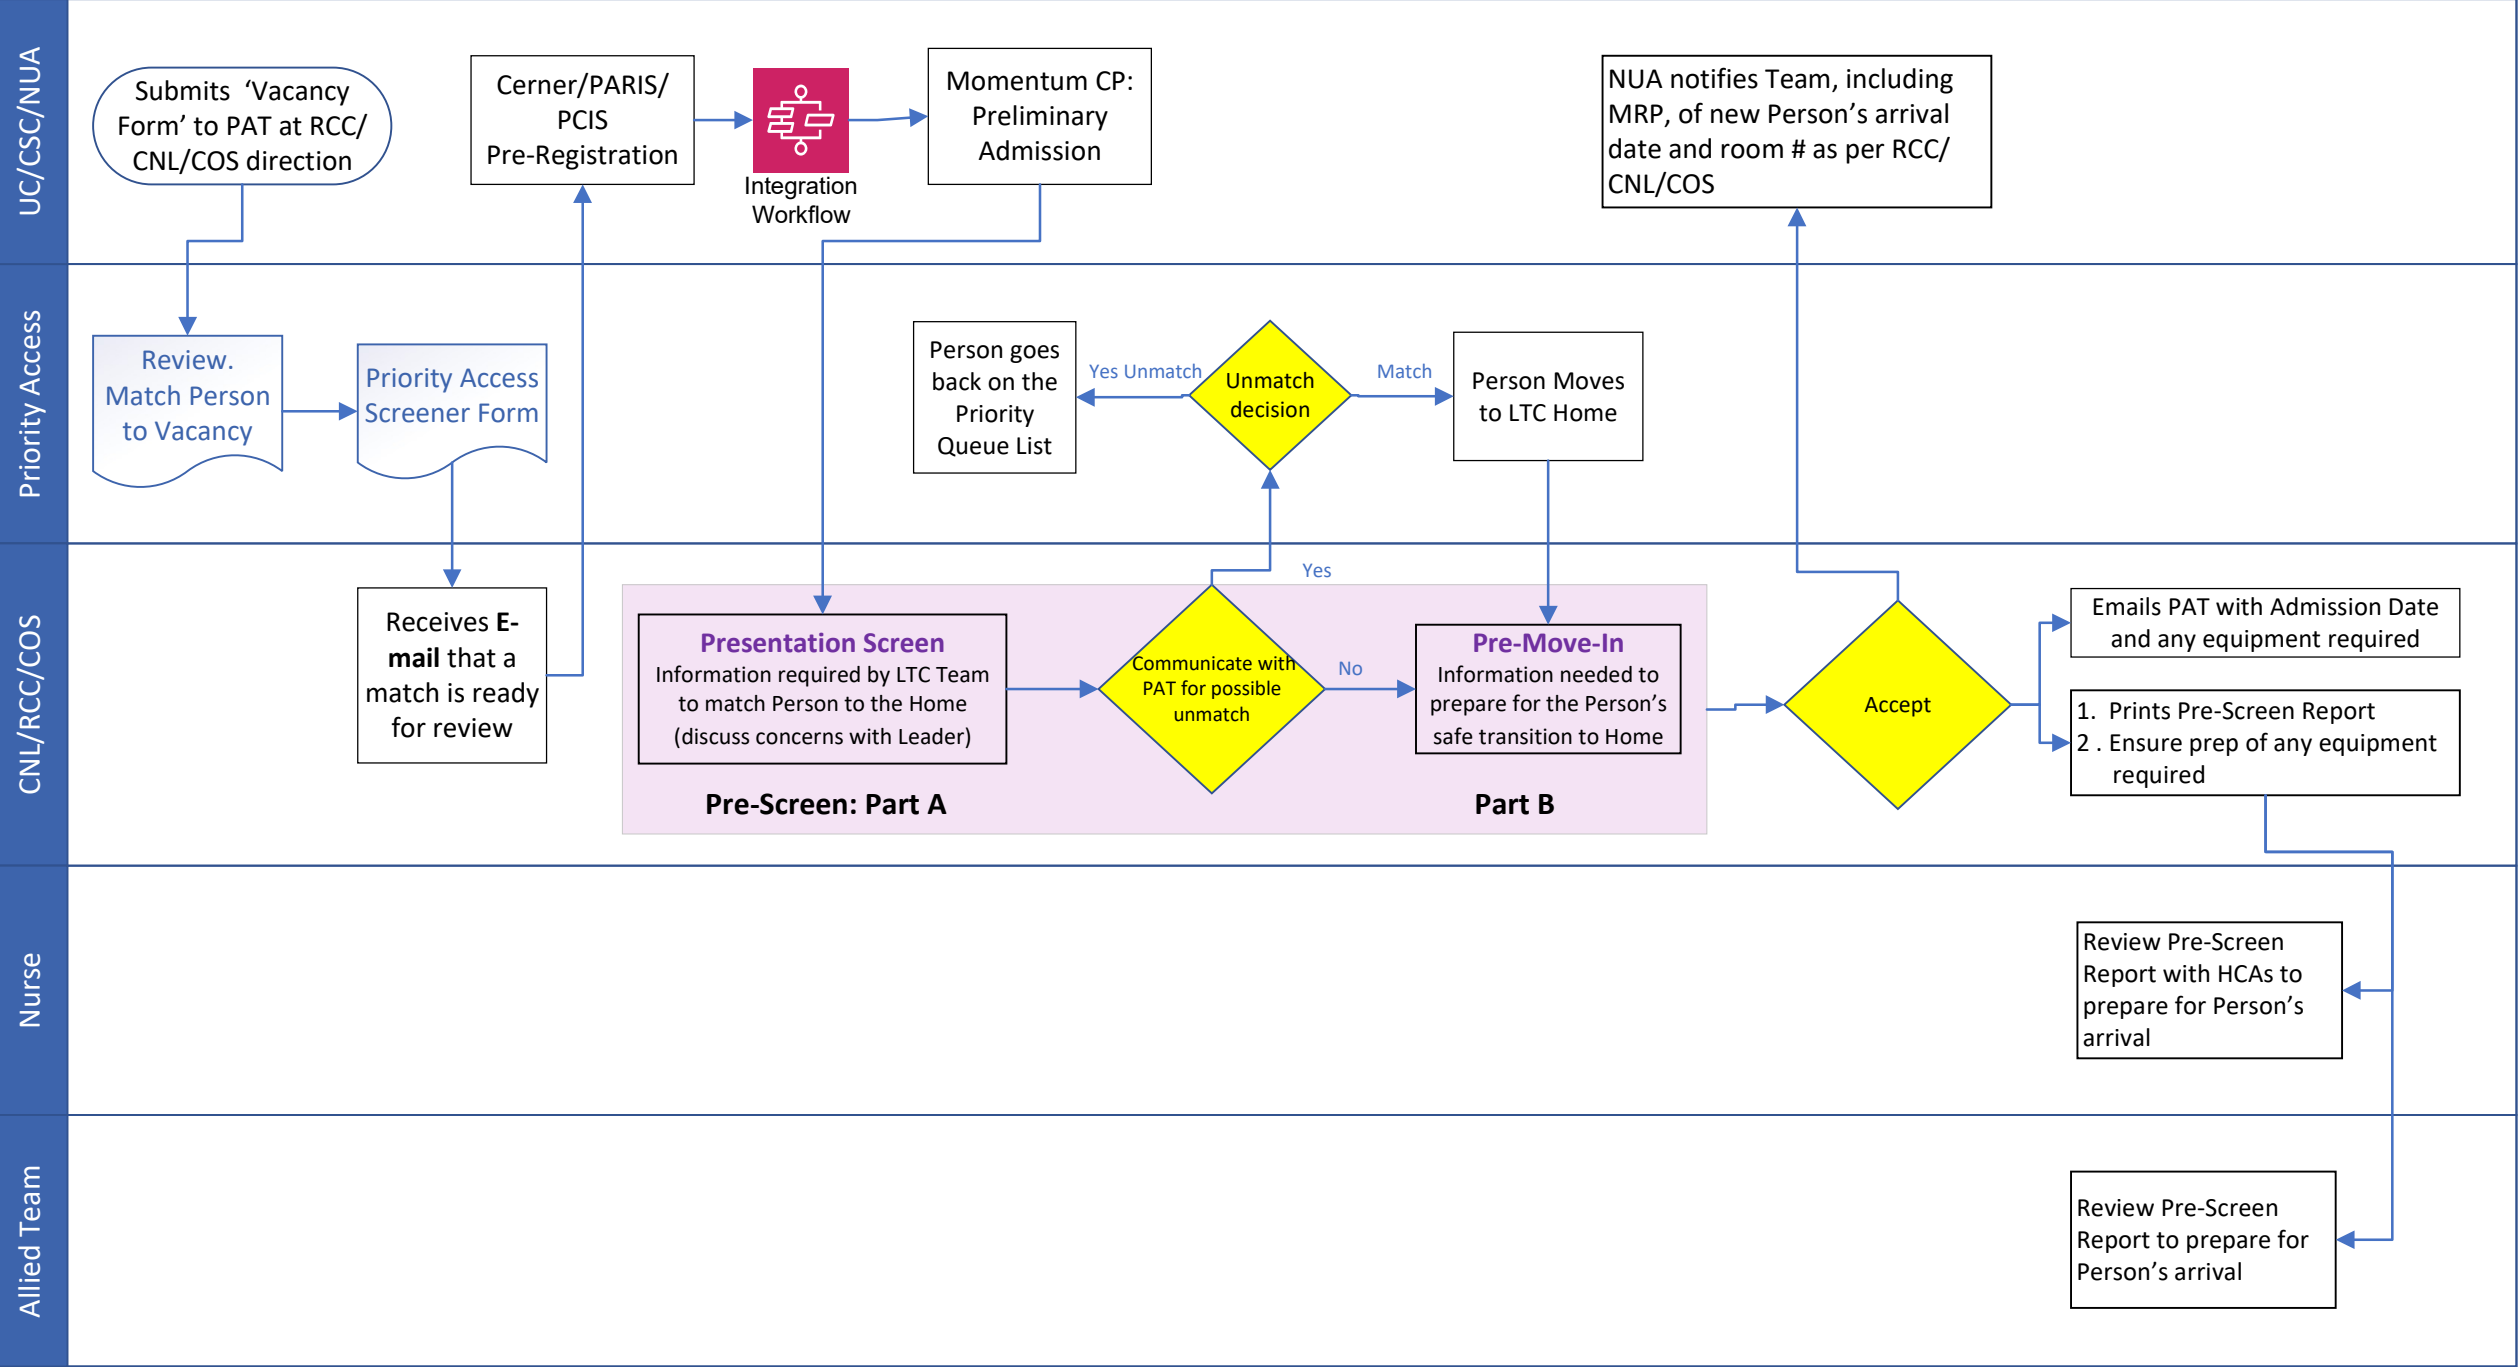 UC/CSC/NUA
Submits ‘Vacancy
Form’ to PAT at RCC/
CNL/COS direction
Cerner/PARIS/
PCIS
Pre-Registration
Integration
Workflow
Momentum CP:
Preliminary
Admission
NUA notifies Team, including
MRP, of new Person’s arrival
date and room # as per RCC/
CNL/COS
Priority Access
Review.
Match Person
to Vacancy
Priority Access
Screener Form
Person goes
back on the
Priority
Queue List
Yes Unmatch
Unmatch
decision
Match
Person Moves
to LTC Home
CNL/RCC/COS
Receives E-
mail that a
match is ready
for review
Presentation Screen
Information required by LTC Team
to match Person to the Home
(discuss concerns with Leader)
Pre-Screen: Part A
Communicate with
PAT for possible
unmatch
Yes
No
Pre-Move-In
Information needed to
prepare for the Person’s
safe transition to Home
Part B
Accept
Emails PAT with Admission Date
and any equipment required
1. Prints Pre-Screen Report
2 . Ensure prep of any equipment
required
Nurse
Review Pre-Screen
Report with HCAs to
prepare for Person’s
arrival
Allied Team
Review Pre-Screen
Report to prepare for
Person’s arrival